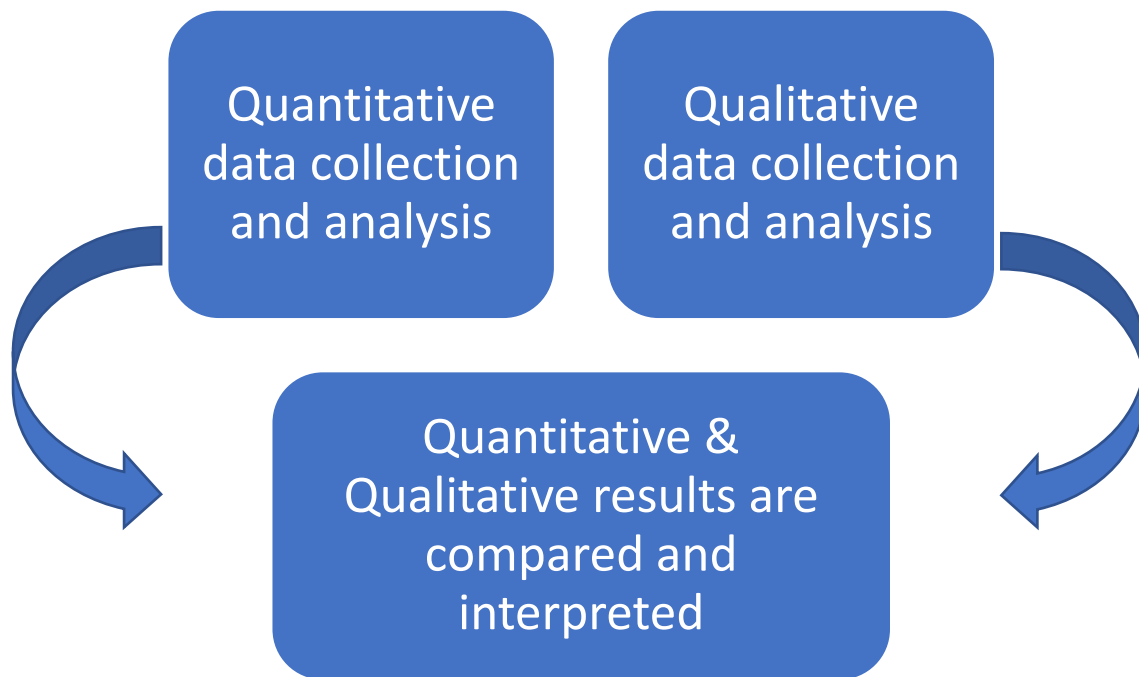 Quantitative
data collection
and analysis
Qualitative
data collection
and analysis
Quantitative &
Qualitative results are
compared and
interpreted